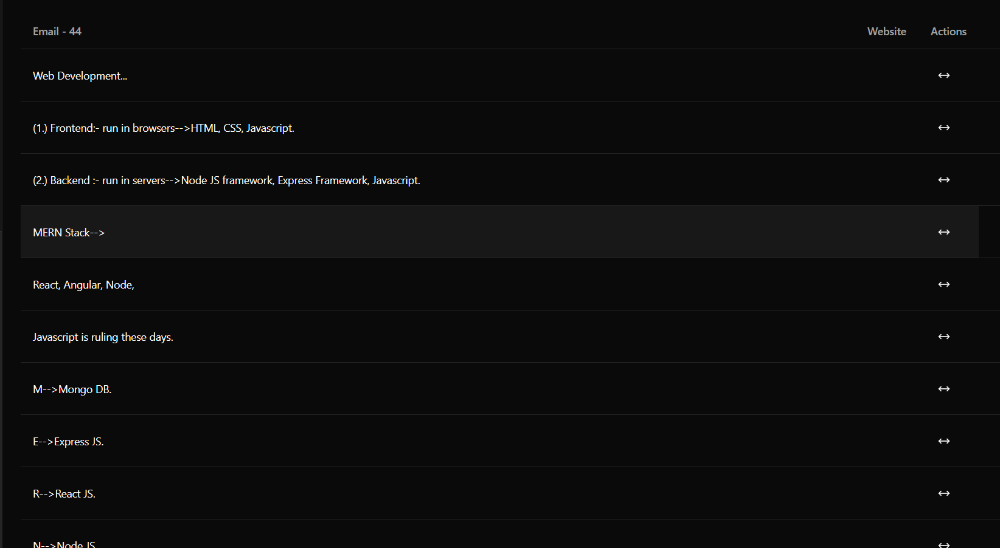 Email - 44 Website Actions
Web Development...
(1.) Frontend:- run in browsers-->HTML, CSS, Javascript.
(2.) Backend :- run in servers-->Node JS framework, Express Framework, Javascript.
MERN Stack-->
React, Angular, Node,
Javascript is ruling these days.
M-->Mongo DB.
E-->Express JS.
R-->React JS.
N-->Node JS